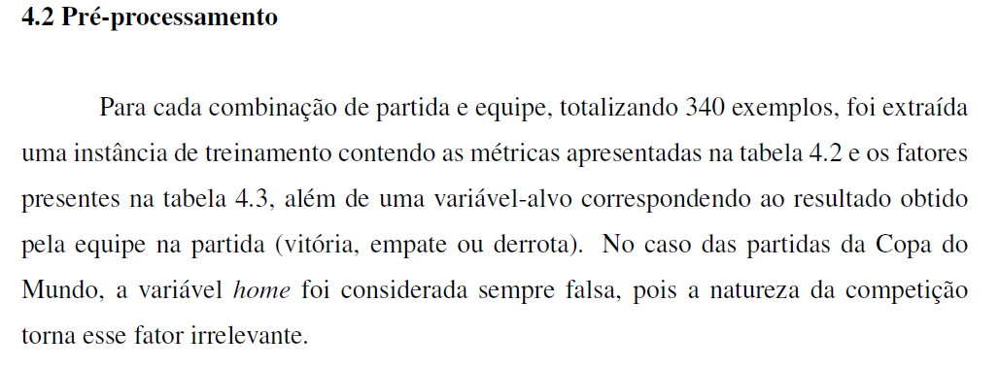 4.2 Pré-processamento
Para cada combinação de partida e equipe, totalizando 340 exemplos, foi extraída
uma instância de treinamento contendo as métricas apresentadas na tabela 4.2 e os fatores
presentes na tabela 4.3, além de uma variável-alvo correspondendo ao resultado obtido
pela equipe na partida (vitória, empate ou derrota). No caso das partidas da Copa do
Mundo, a variável home foi considerada sempre falsa, pois a natureza da competição
torna esse fator irrelevante.